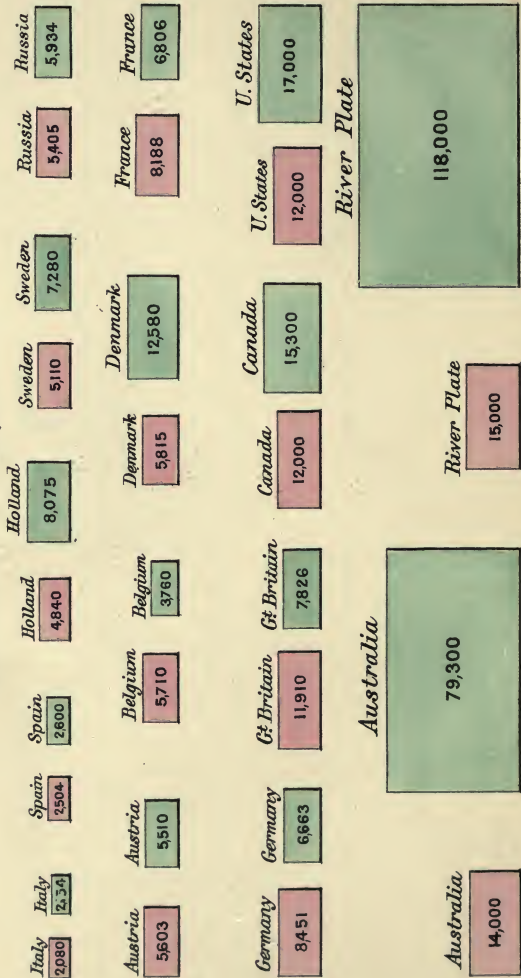 Italy Italy Spain Spain Holland Holland Sweden Sweden Russia Russia
2,080 2,504 2,600 4,840 8,075 5,110 7,280 5,405 5,934
Austria Austria Belgium Belgium Denmark Denmark France France
5,603 5,510 5,710 3,760 5,815 12,580 8,188 6,806
Germany Germany Gt Britain Gt Britain Canada Canada U.States U.States
8,451 6,663 11,910 7,826 12,000 15,300 12,000 17,000
Australia Australia River Plate River Plate
14,000 79,300 15,000 118,000